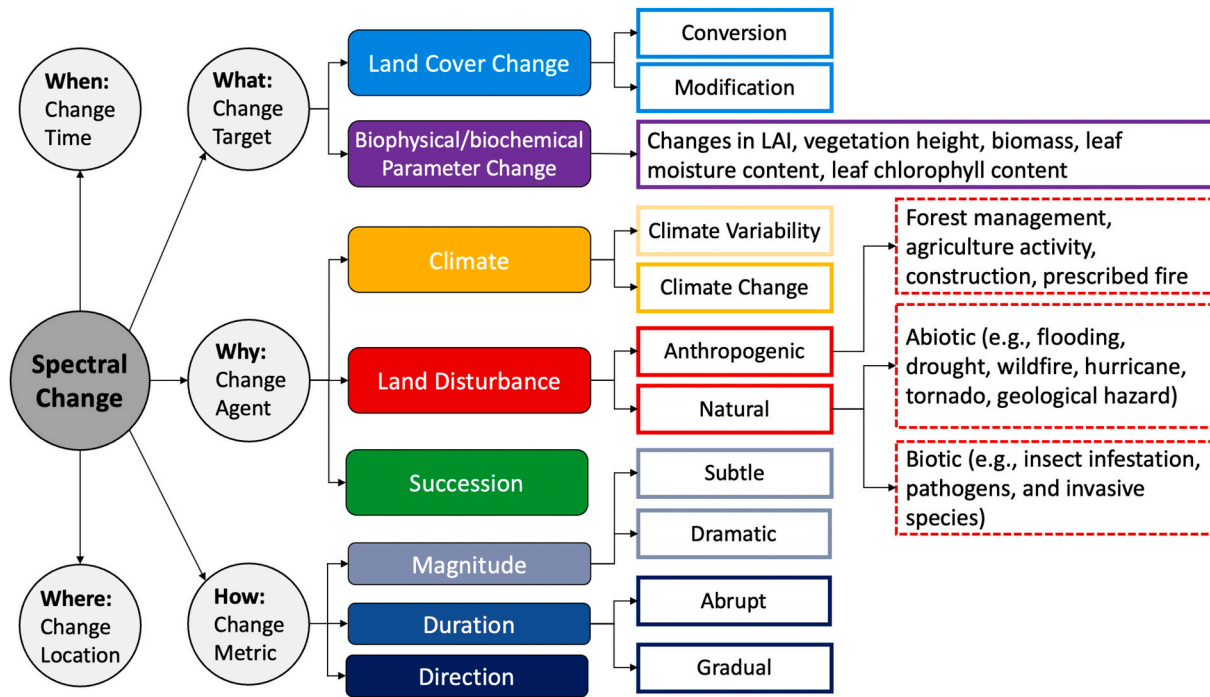 When:
Change
Time
What:
Change
Target
Land Cover Change
Conversion
Modification
Biophysical/biochemical
Parameter Change
Changes in LAI, vegetation height, biomass, leaf
moisture content, leaf chlorophyll content
Spectral
Change
Why:
Change
Agent
Climate
Climate Variability
Climate Change
Land Disturbance
Anthropogenic
Natural
Forest management,
agriculture activity,
construction, prescribed fire
Abiotic (e.g., flooding,
drought, wildfire, hurricane,
tornado, geological hazard)
Biotic (e.g., insect infestation,
pathogens, and invasive
species)
Succession
Where:
Change
Location
How:
Change
Metric
Magnitude
Subtle
Dramatic
Duration
Abrupt
Gradual
Direction